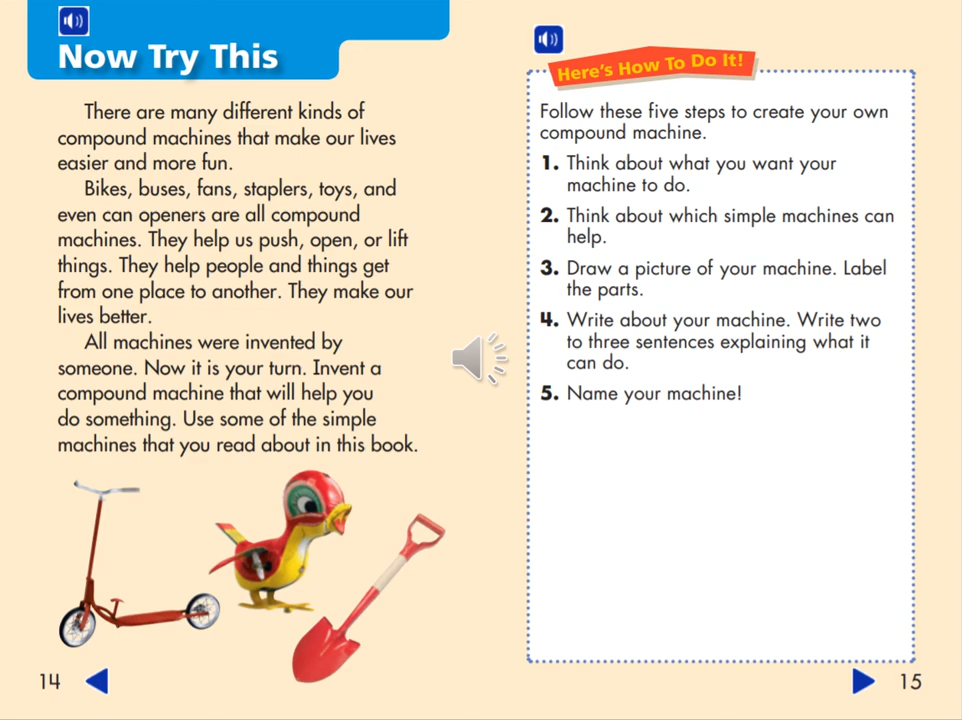 Now Try This
There are many different kinds of
compound machines that make our lives
easier and more fun.
Bikes, buses, fans, staplers, toys, and
even can openers are all compound
machines. They help us push, open, or lift
things. They help people and things get
from one place to another. They make our
lives better.
All machines were invented by
someone. Now it is your turn. Invent a
compound machine that will help you
do something. Use some of the simple
machines that you read about in this book.
14
Here's How To Do It!
Follow these five steps to create your own
compound machine.
1. Think about what you want your
machine to do.
2. Think about which simple machines can
help.
3. Draw a picture of your machine. Label
the parts.
4. Write about your machine. Write two
to three sentences explaining what it
can do.
5. Name your machine!
15